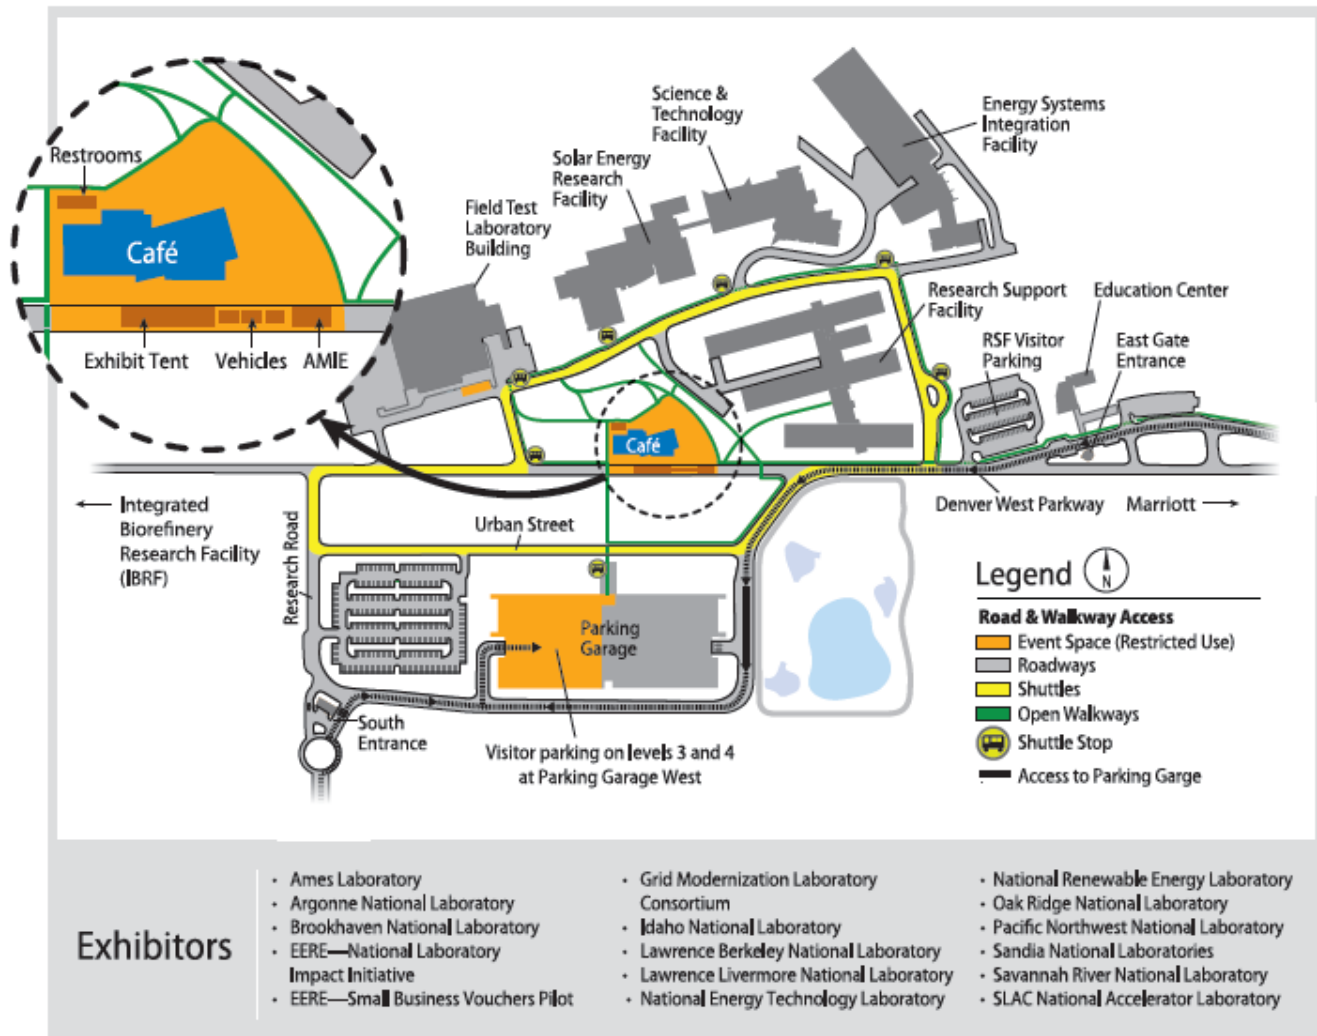 Restrooms
Café
Exhibit Tent
Vehicles
AMIE
Field Test
Laboratory
Building
Solar Energy
Research
Facility
Science &
Technology
Facility
Energy Systems
Integration
Facility
Research Support
Facility
Education Center
RSF Visitor
Parking
East Gate
Entrance
Café
Integrated
Biorefinery
Research Facility
(IBRF)
Research Road
Urban Street
Denver West Parkway
Marriott
Parking
Garage
South
Entrance
Visitor parking on levels 3 and 4
at Parking Garage West
Legend
N
Road & Walkway Access
Event Space (Restricted Use)
Roadways
Shuttles
Open Walkways
Shuttle Stop
Access to Parking Garge
Exhibitors
• Ames Laboratory
• Argonne National Laboratory
• Brookhaven National Laboratory
• EERE—National Laboratory
Impact Initiative
• EERE—Small Business Vouchers Pilot
• Grid Modernization Laboratory
Consortium
• Idaho National Laboratory
• Lawrence Berkeley National Laboratory
• Lawrence Livermore National Laboratory
• National Energy Technology Laboratory
• National Renewable Energy Laboratory
• Oak Ridge National Laboratory
• Pacific Northwest National Laboratory
• Sandia National Laboratories
• Savannah River National Laboratory
• SLAC National Accelerator Laboratory